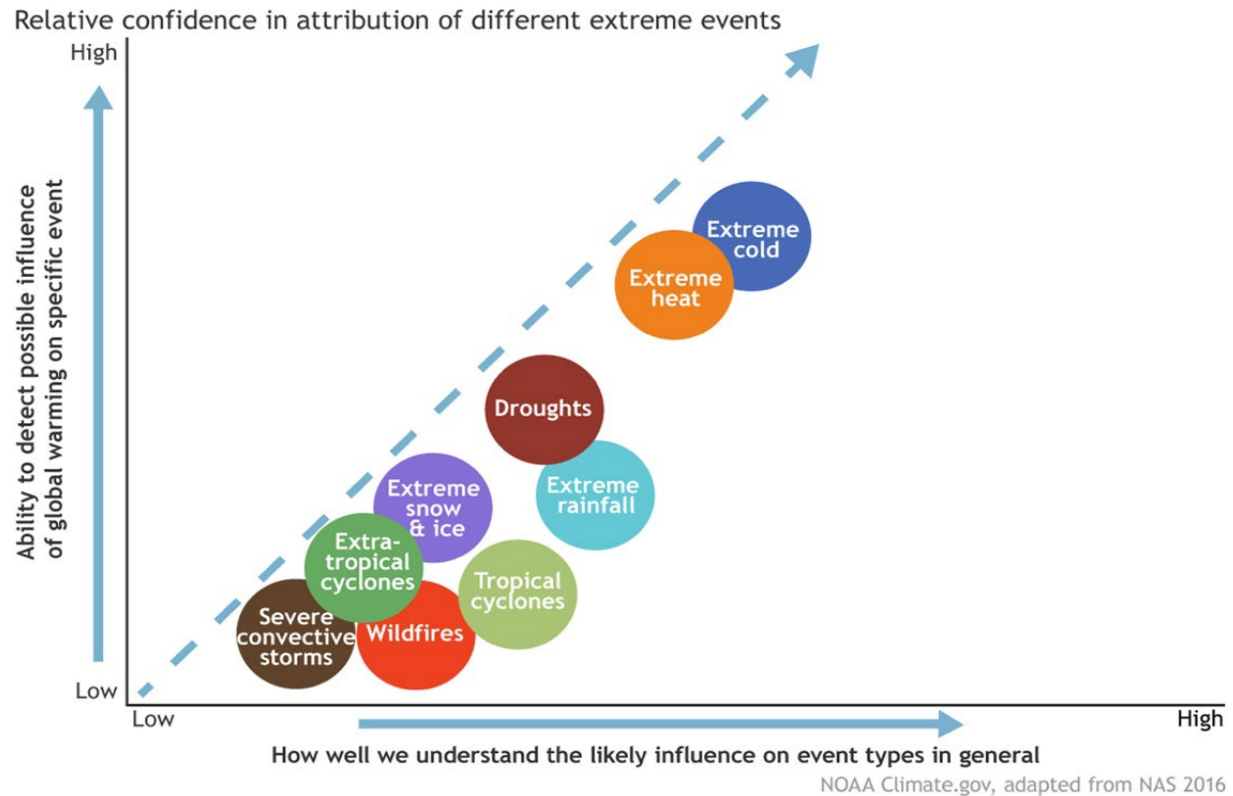 Relative confidence in attribution of different extreme events
High
Ability to detect possible influence
of global warming on specific event
Extreme
cold
Extreme
heat
Droughts
Extreme
rainfall
Extreme
snow
& ice
Extra-
tropical
cyclones
Tropical
cyclones
Severe
convective
storms
Wildfires
Low
Low
High
How well we understand the likely influence on event types in general
NOAA Climate.gov, adapted from NAS 2016